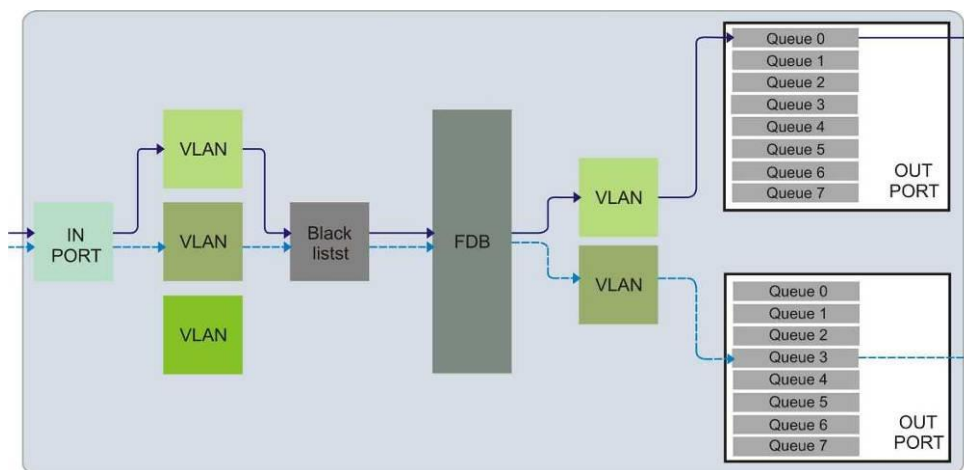 IN
PORT
VLAN
VLAN
VLAN
Black
listst
FDB
VLAN
VLAN
Queue 0
Queue 1
Queue 2
Queue 3
Queue 4
Queue 5
Queue 6
Queue 7
OUT
PORT
Queue 0
Queue 1
Queue 2
Queue 3
Queue 4
Queue 5
Queue 6
Queue 7
OUT
PORT